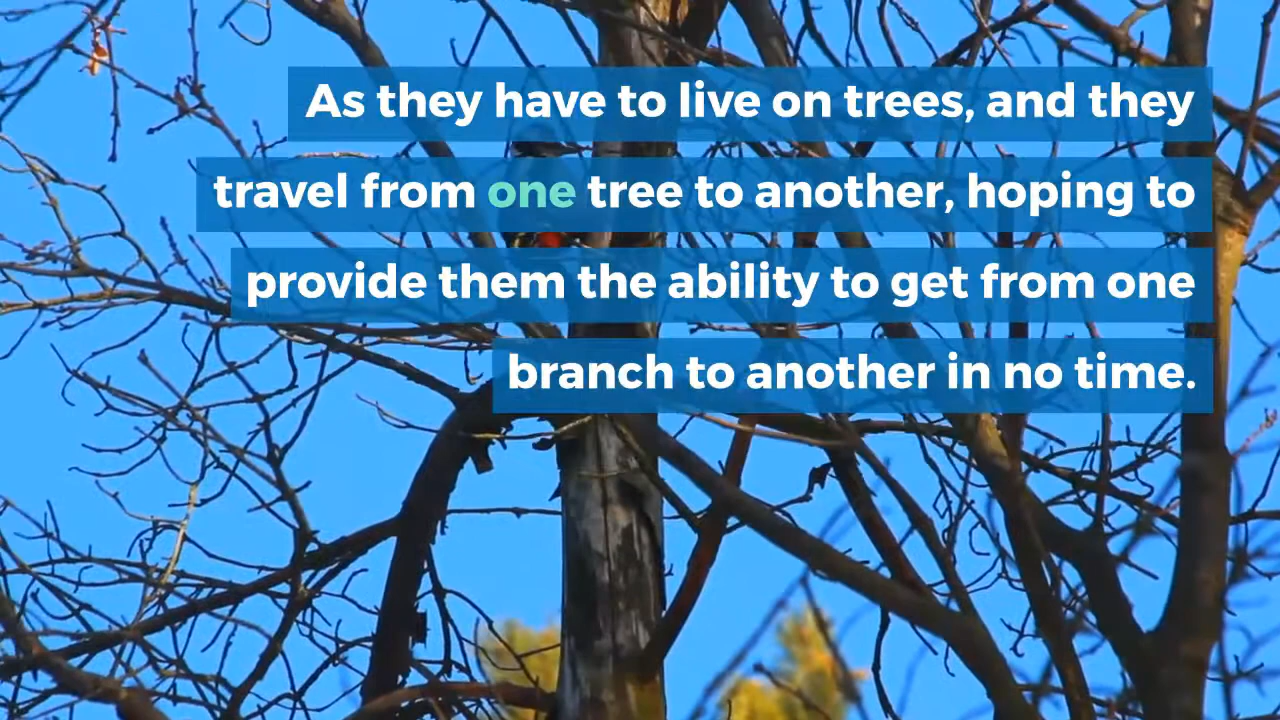 As they have to live on trees, and they
travel from one tree to another, hoping to
provide them the ability to get from one
branch to another in no time.